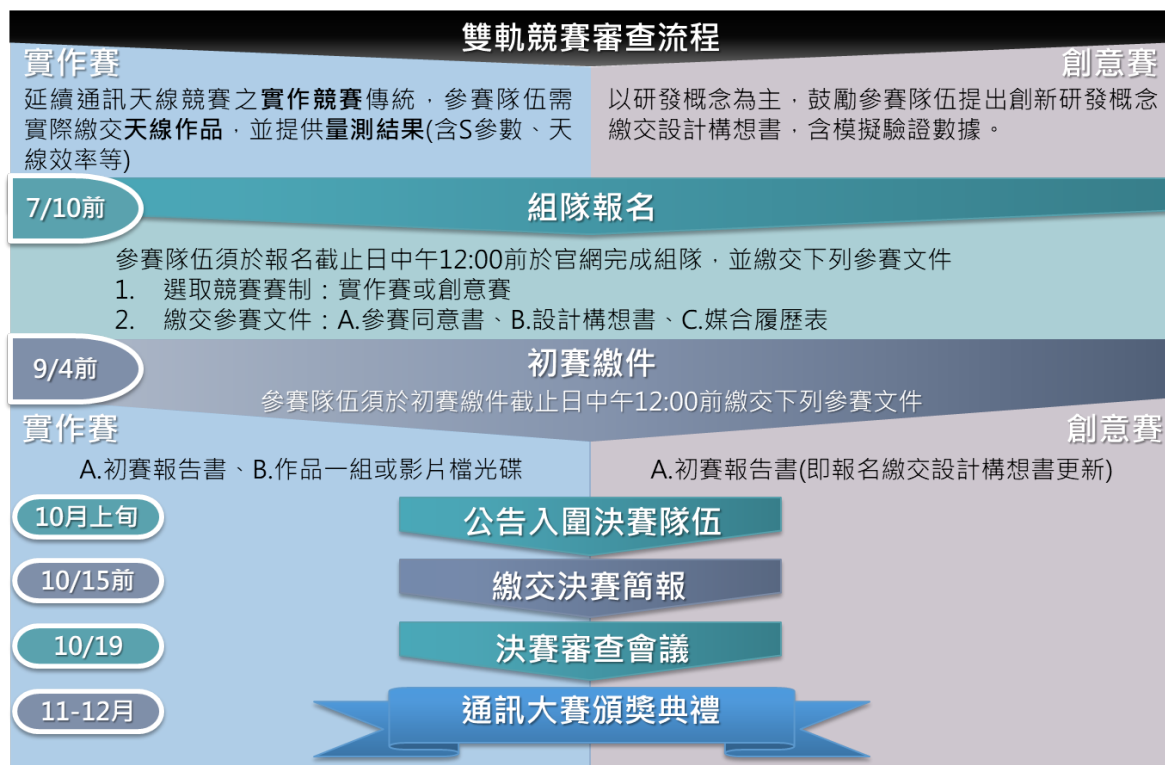 雙軌競賽審查流程
實作賽
延續通訊天線競賽之實作競賽傳統，參賽隊伍需
實際繳交天線作品，並提供量測結果(含S參數、天
線效率等)
創意賽
以研發概念為主，鼓勵參賽隊伍提出創新研發概念
繳交設計構想書，含模擬驗證數據。
7/10前
組隊報名
參賽隊伍須於報名截止日中午12:00前於官網完成組隊，並繳交下列參賽文件
1. 選取競賽賽制：實作賽或創意賽
2. 繳交參賽文件：A.參賽同意書、B.設計構想書、C.媒合履歷表
9/4前
初賽繳件
參賽隊伍須於初賽繳件截止日中午12:00前繳交下列參賽文件
實作賽
A.初賽報告書、B.作品一組或影片檔光碟
創意賽
A.初賽報告書(即報名繳交設計構想書更新)
10月上旬
公告入圍決賽隊伍
10/15前
繳交決賽簡報
10/19
決賽審查會議
11-12月
通訊大賽頒獎典禮